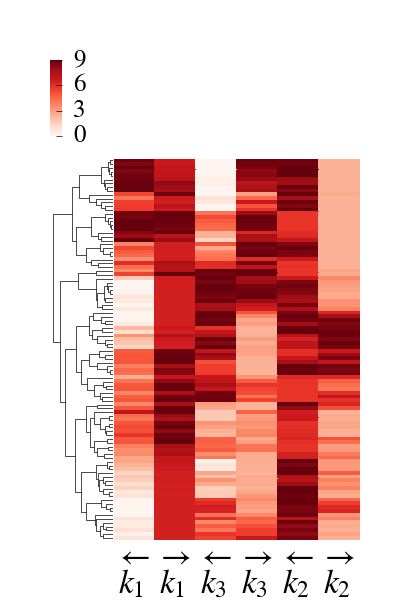 9
6
3
0
← → ← → ← →
k₁ k₁ k₃ k₃ k₂ k₂